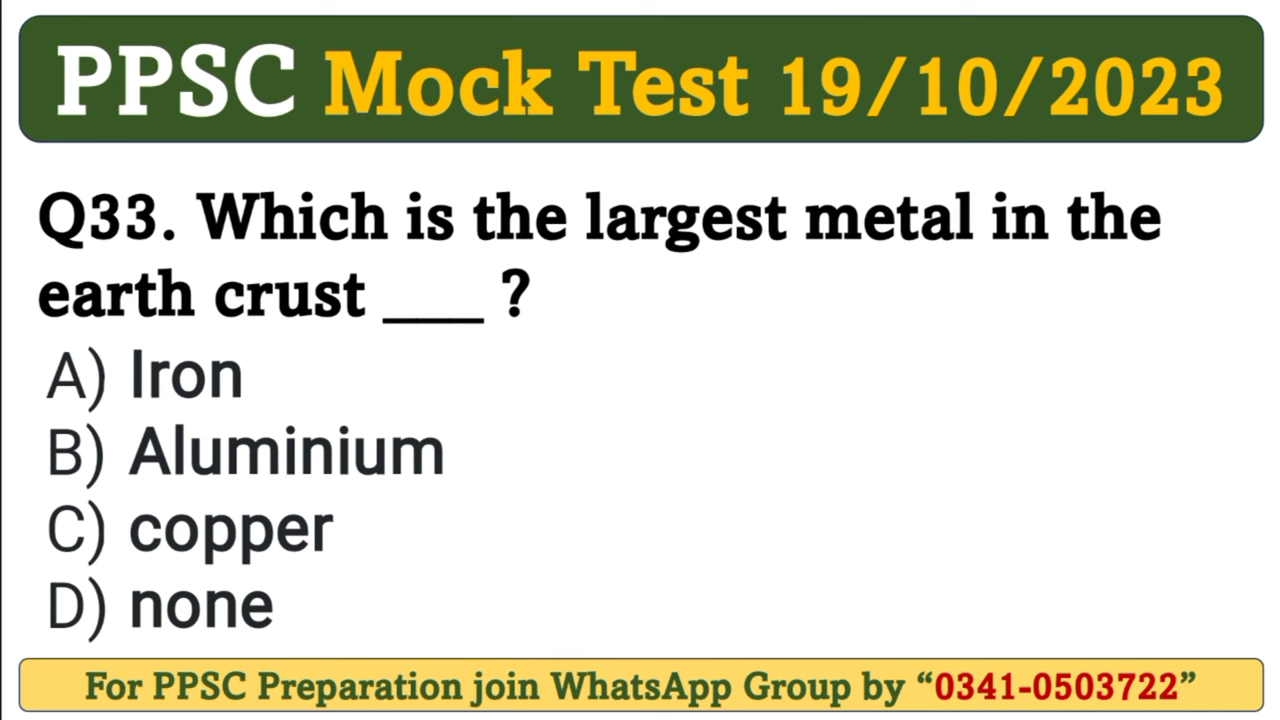 PPSC Mock Test 19/10/2023
Q33. Which is the largest metal in the
earth crust ___ ?
A) Iron
B) Aluminium
C) copper
D) none
For PPSC Preparation join WhatsApp Group by “0341-0503722”